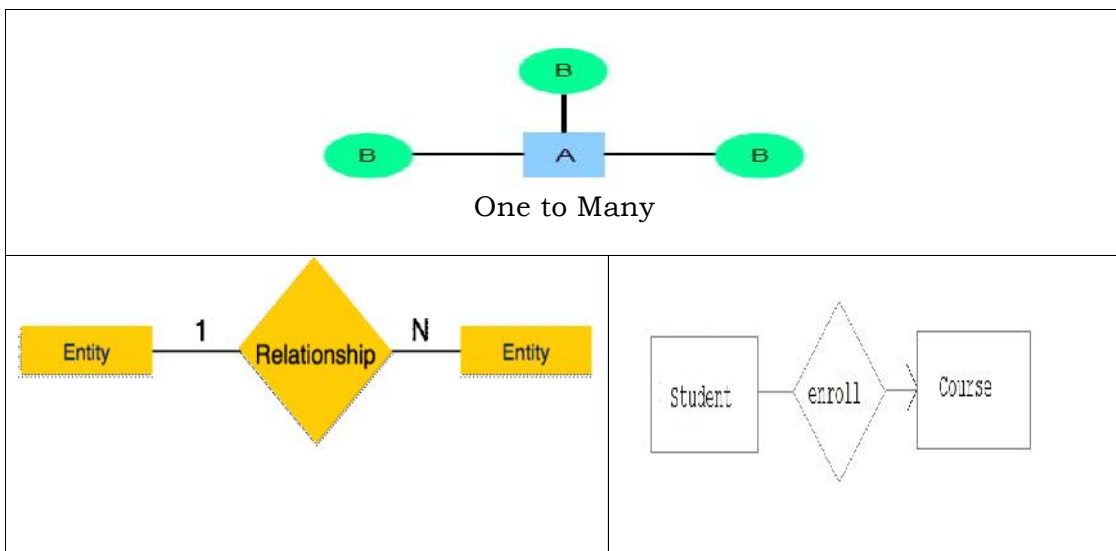 B
B A B
One to Many
1 N
Entity Relationship Entity
Student enroll Course